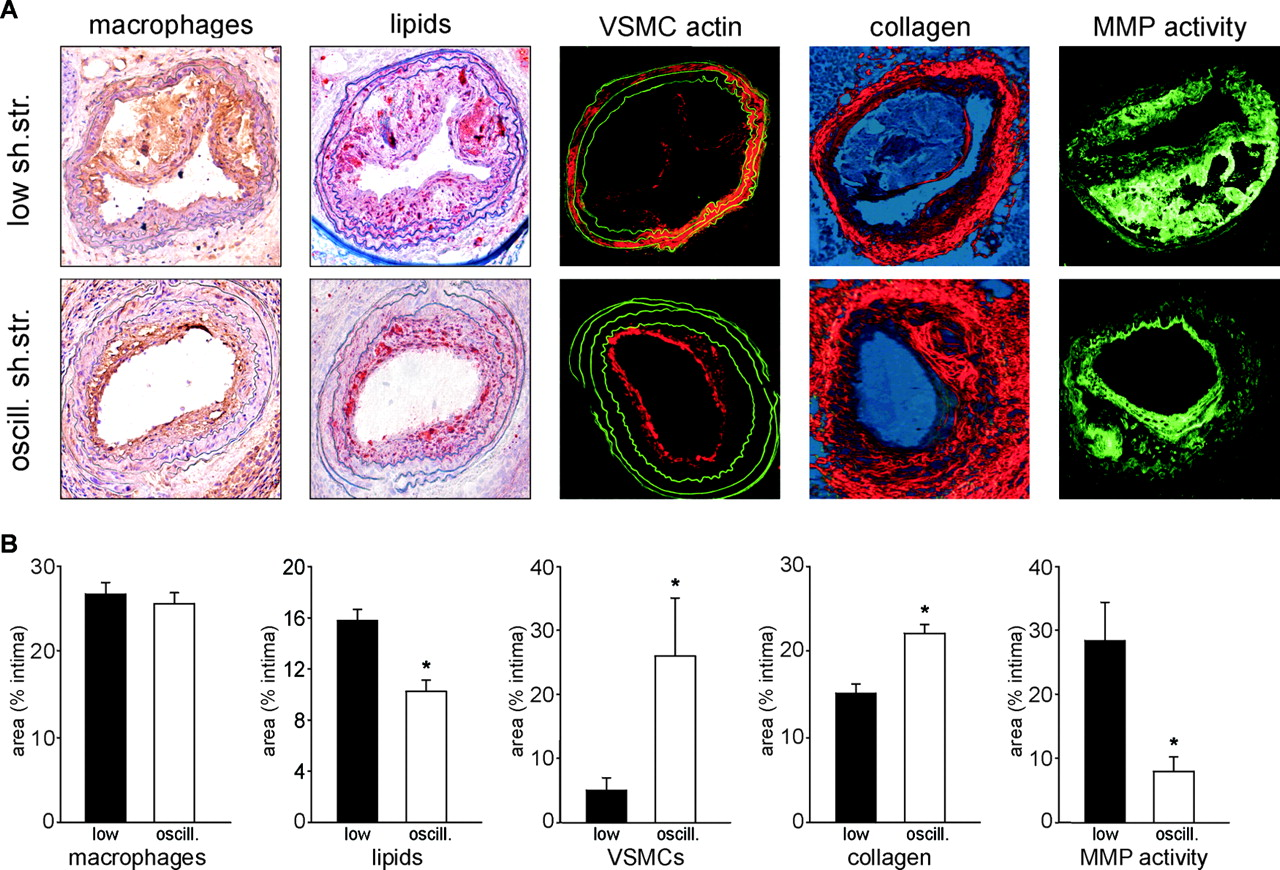 A
macrophages lipids VSMC actin collagen MMP activity
low sh.str.
oscill. sh.str.
B
30
20
10
0
area (% intima)
low oscill.
macrophages
20
16
12
8
4
0
area (% intima)
*
low oscill.
lipids
40
30
20
10
0
area (% intima)
*
low oscill.
VSMCs
30
20
10
0
area (% intima)
*
low oscill.
collagen
40
30
20
10
0
area (% intima)
*
low oscill.
MMP activity